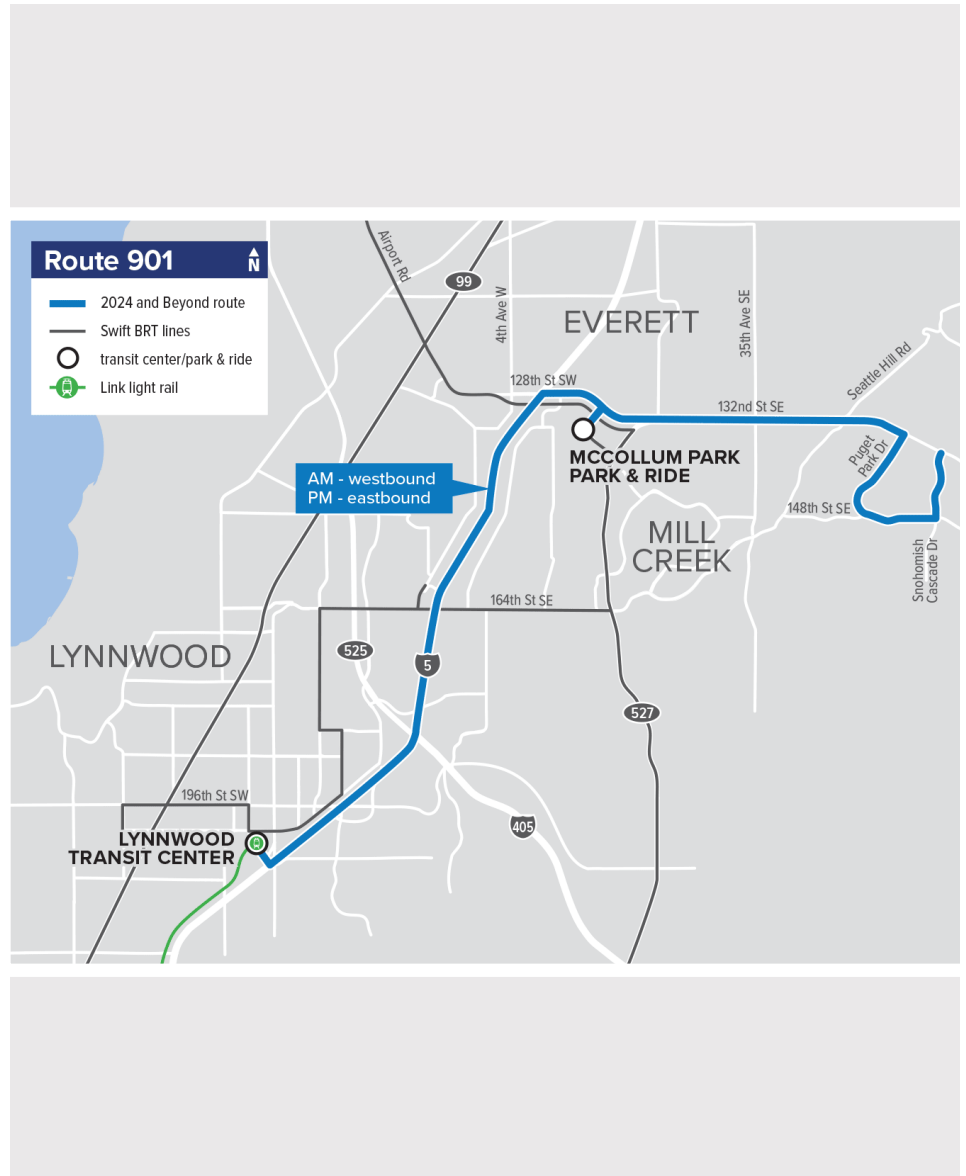 Route 901
N
2024 and Beyond route
Swift BRT lines
transit center/park & ride
Link light rail
Airport Rd
99
4th Ave W
EVERETT
35th Ave SE
Seattle Hill Rd
128th St SW
132nd St SE
MCCOLLUM PARK
PARK & RIDE
Puget
Park Dr
AM - westbound
PM - eastbound
148th St SE
MILL
CREEK
Snohomish
Cascade Dr
164th St SE
LYNNWOOD
525
5
527
196th St SW
405
LYNNWOOD
TRANSIT CENTER